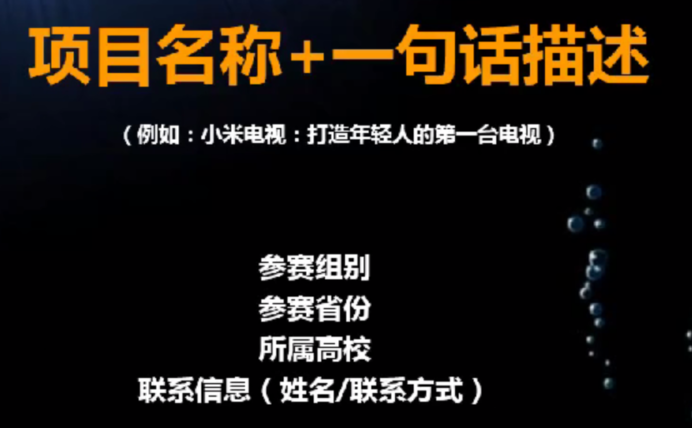 项目名称+一句话描述
（例如：小米电视：打造年轻人的第一台电视）
参赛组别
参赛省份
所属高校
联系信息（姓名/联系方式）